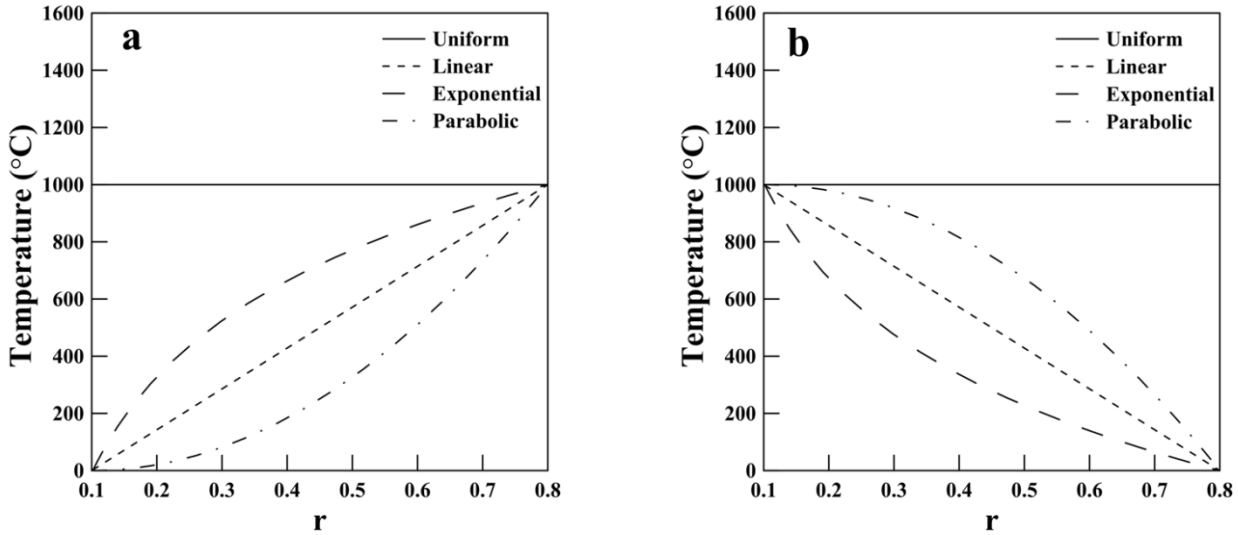 a
Uniform
Linear
Exponential
Parabolic
1600
1400
1200
1000
800
600
400
200
0
Temperature (°C)
0.1 0.2 0.3 0.4 0.5 0.6 0.7 0.8
r
b
Uniform
Linear
Exponential
Parabolic
1600
1400
1200
1000
800
600
400
200
0
Temperature (°C)
0.1 0.2 0.3 0.4 0.5 0.6 0.7 0.8
r